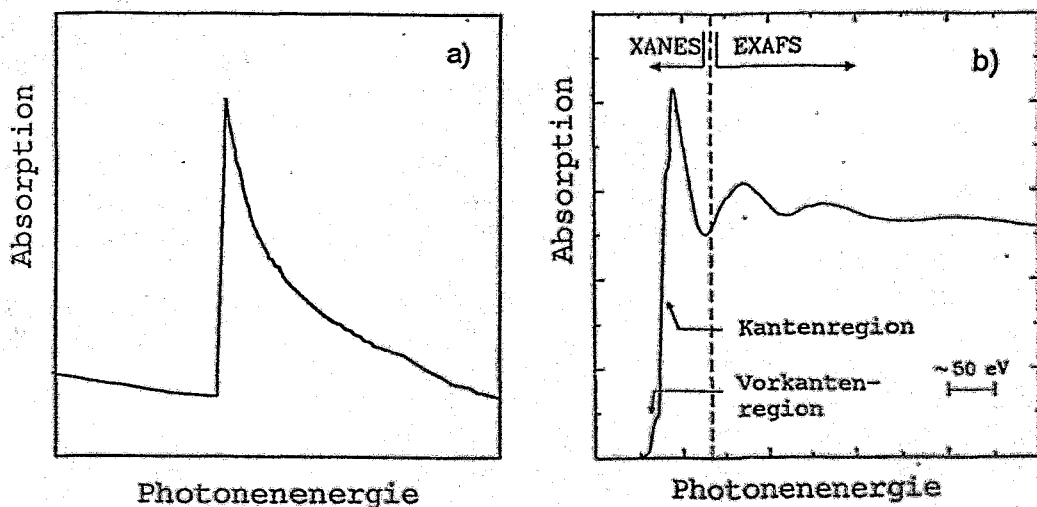 a)
Absorption
Photonenenergie
XANES EXAFS
b)
Absorption
Kantenregion
~50 eV
Vorkanten-
region
Photonenenergie